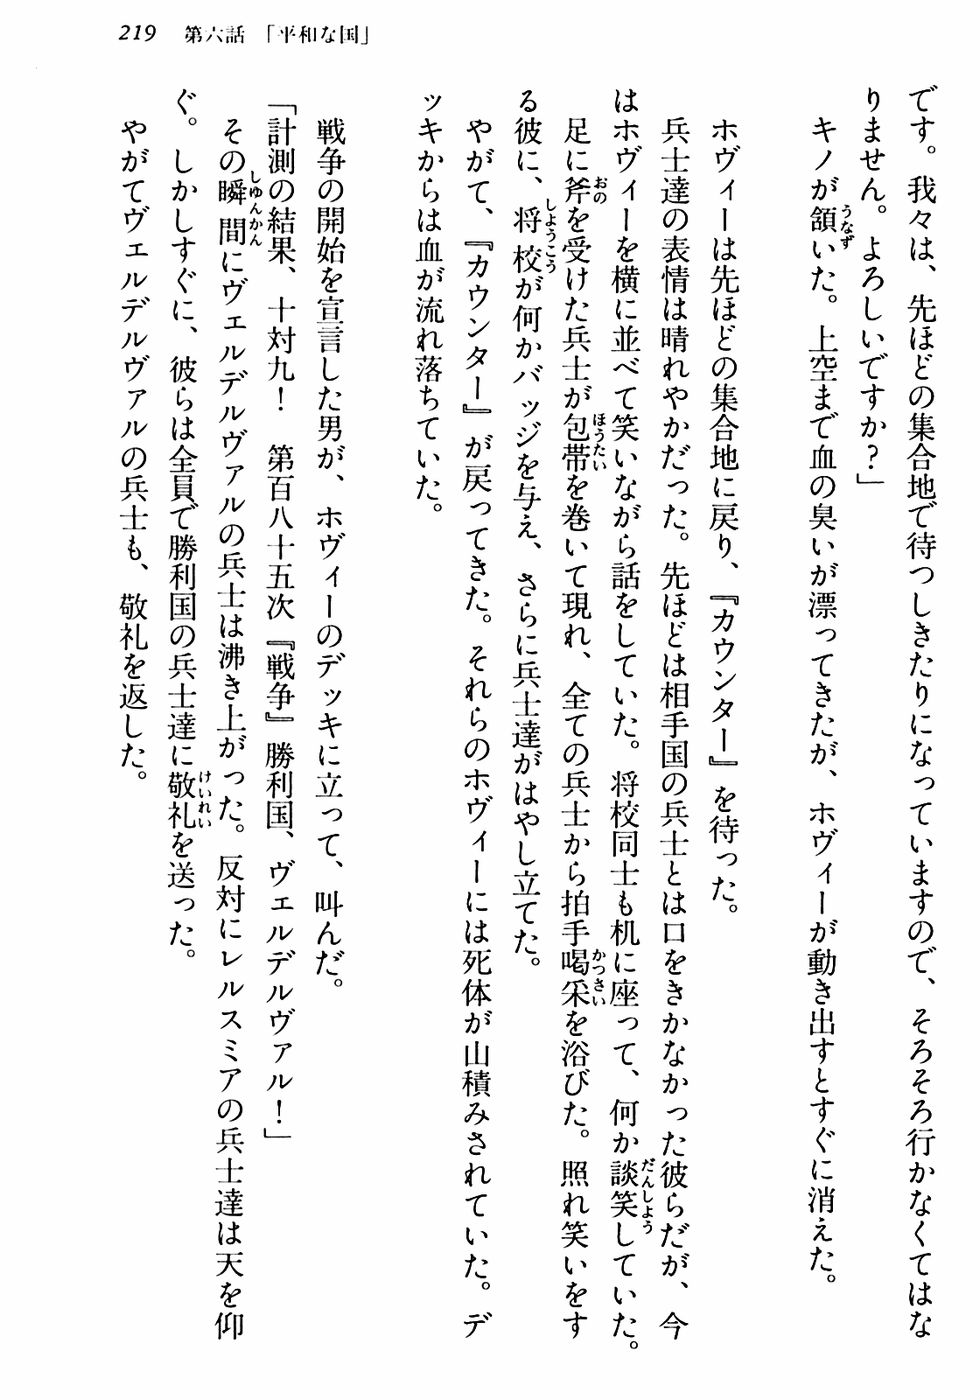 219　第六話　「平和な国」
です。我々は、先ほどの集合地で待つしきたりになっていますので、そろそろ行かなくてはな
りません。よろしいですか？」
キノが頷いた。上空まで血の臭いが漂ってきたが、ホヴィーが動き出すとすぐに消えた。
ホヴィーは先ほどの集合地に戻り、『カウンター』を待った。
兵士達の表情は晴れやかだった。先ほどは相手国の兵士とは口をきかなかった彼らだが、今
はホヴィーを横に並べて笑いながら話をしていた。将校同士も机に座って、何か談笑していた。
足に斧を受けた兵士が包帯を巻いて現れ、全ての兵士から拍手喝采を浴びた。照れ笑いをす
る彼に、将校が何かバッジを与え、さらに兵士達がはやし立てた。
やがて、『カウンター』が戻ってきた。それらのホヴィーには死体が山積みされていた。デ
ッキからは血が流れ落ちていた。
戦争の開始を宣言した男が、ホヴィーのデッキに立って、叫んだ。
「計測の結果、十対九！　第百八十五次『戦争』勝利国、ヴェルデルヴァル！」
その瞬間にヴェルデルヴァルの兵士は沸き上がった。反対にレルスミアの兵士達は天を仰
ぐ。しかしすぐに、彼らは全員で勝利国の兵士達に敬礼を送った。
やがてヴェルデルヴァルの兵士も、敬礼を返した。